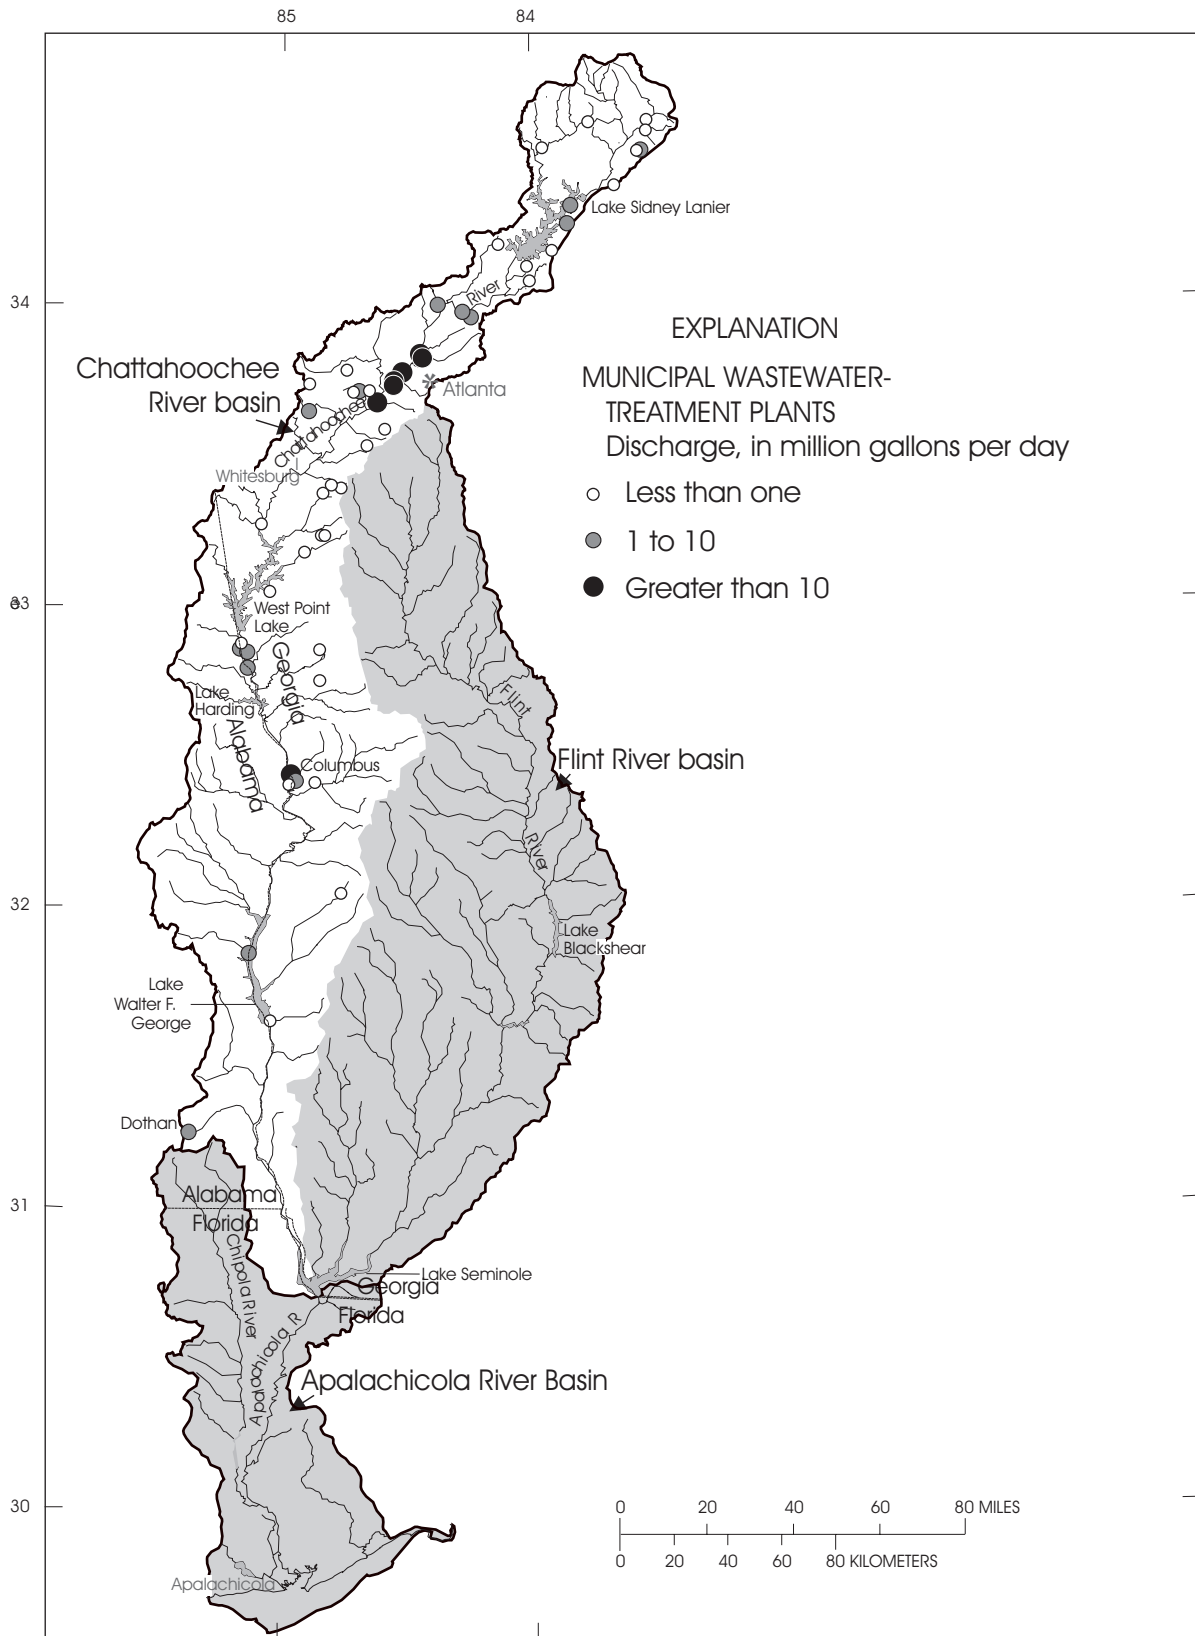 85
84
Lake Sidney Lanier
34
River
EXPLANATION
Chattahoochee
River basin
MUNICIPAL WASTEWATER-
TREATMENT PLANTS
Discharge, in million gallons per day
Atlanta
Chattahoochee
Whitesburg
Less than one
1 to 10
Greater than 10
33
West Point
Lake
Georgia
Lake
Harding
Alabama
Flint
Columbus
Flint River basin
River
32
Lake
Blackshear
Lake
Walter F.
George
Dothan
31
Alabama
Florida
Chipola River
Lake Seminole
Georgia
Florida
Apalachicola R
Apalachicola River Basin
30
0 20 40 60 80 MILES
0 20 40 60 80 KILOMETERS
Apalachicola